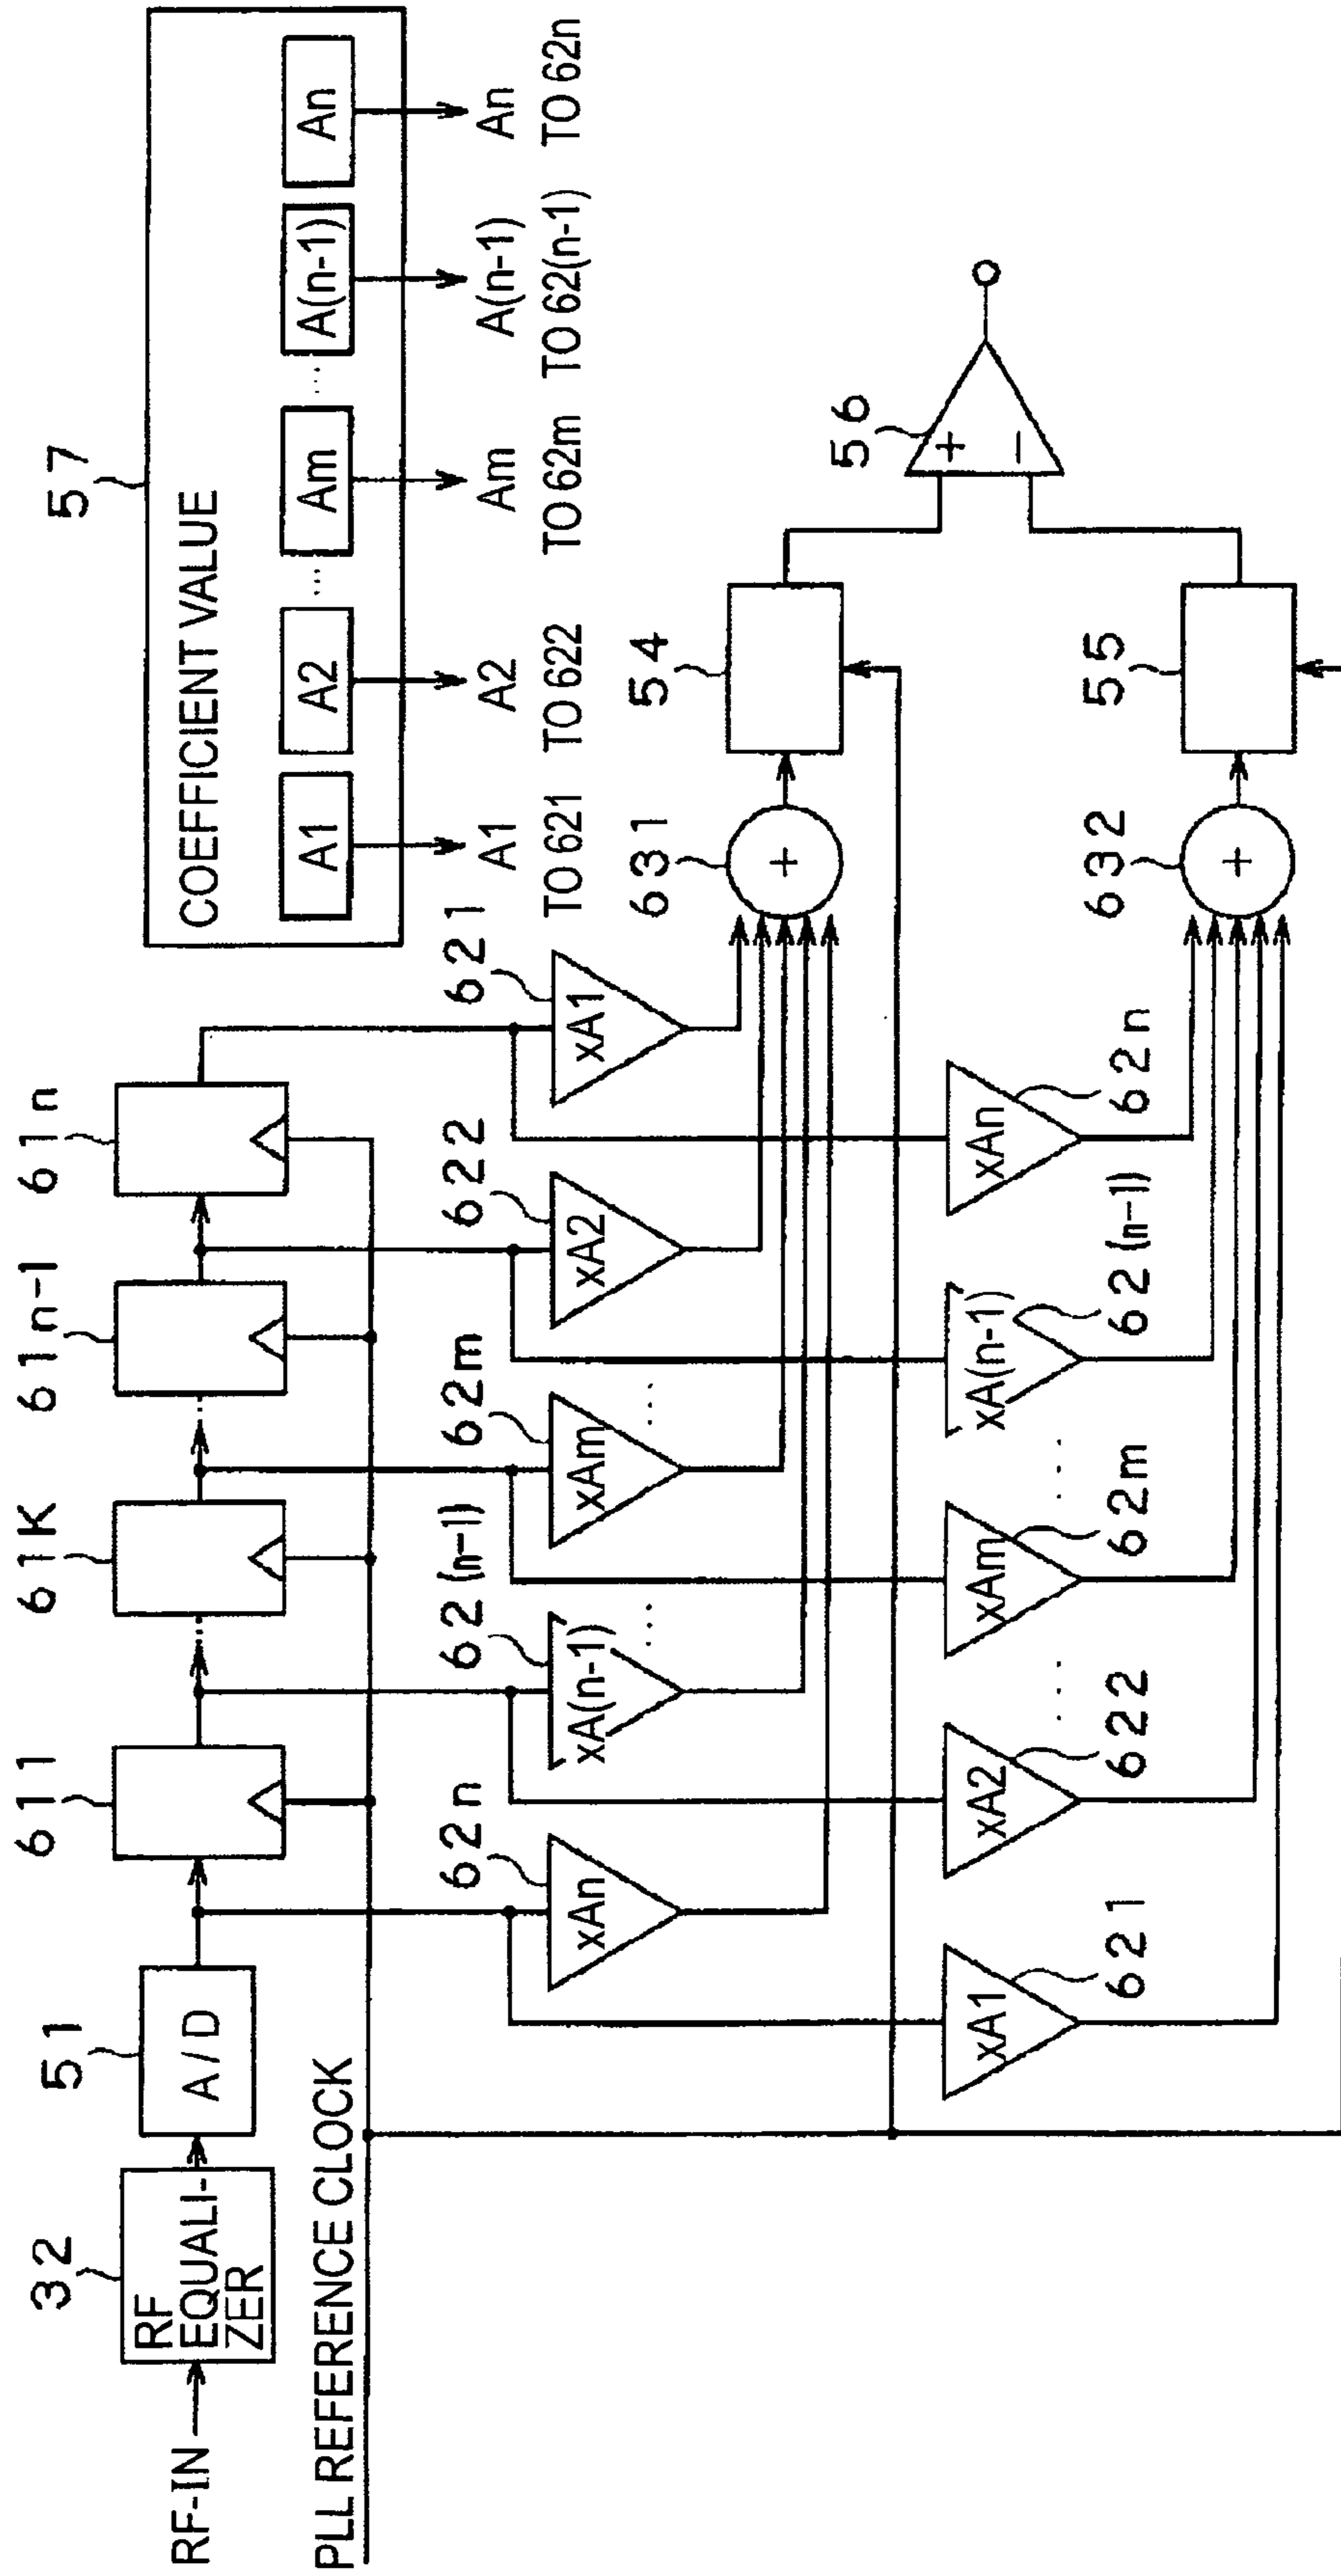 57
COEFFICIENT VALUE
A1 A2 ···· Am ···· A(n-1) An
A1 A2 Am A(n-1) An
TO 621 TO 622 TO 62m TO 62(n-1) TO 62n
32 51 611 61K 61n-1 61n
RF-IN
RF
EQUALI-
ZER
A/D
PLL REFERENCE CLOCK
62n 62(n-1) 62m 622 621
xAn xA(n-1) ··· xAm ··· xA2 xA1
631 54
+
56
+
−
xA1 xA2 ··· xAm ··· xA(n-1) xAn
621 622 62m 62(n-1) 62n
632 55
+